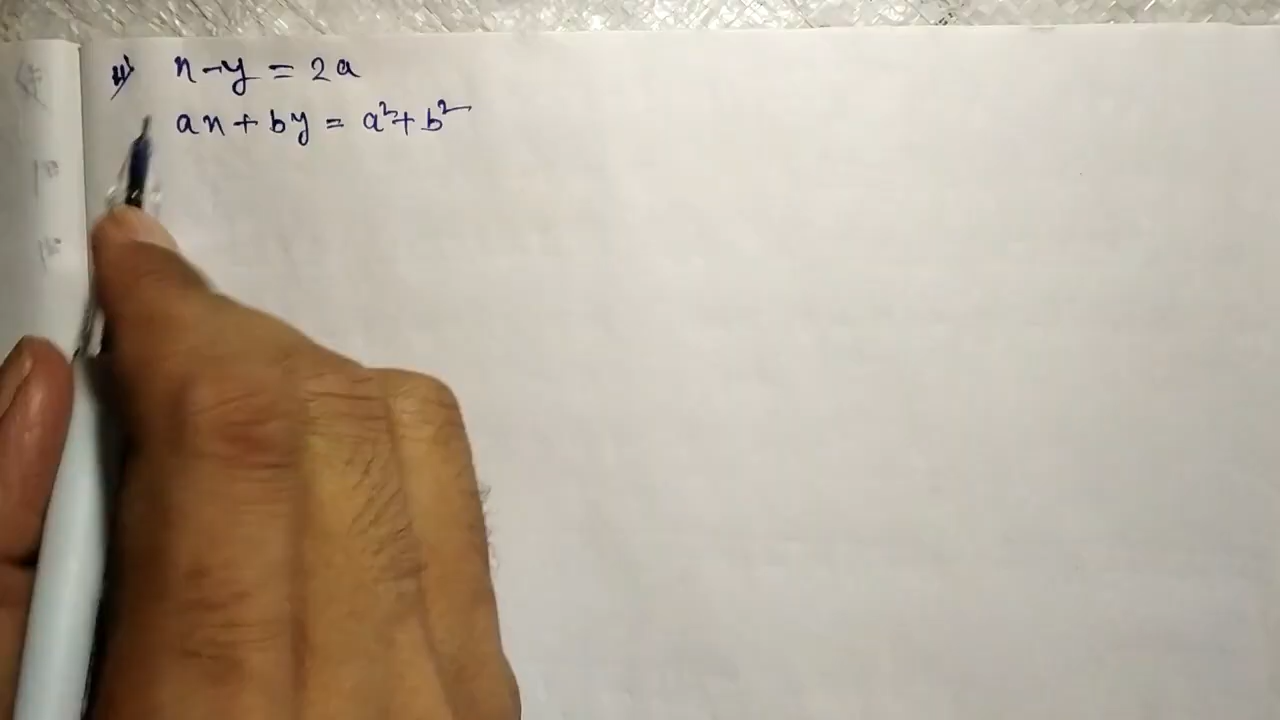 x-y = 2a
ax + by = a²+ b²